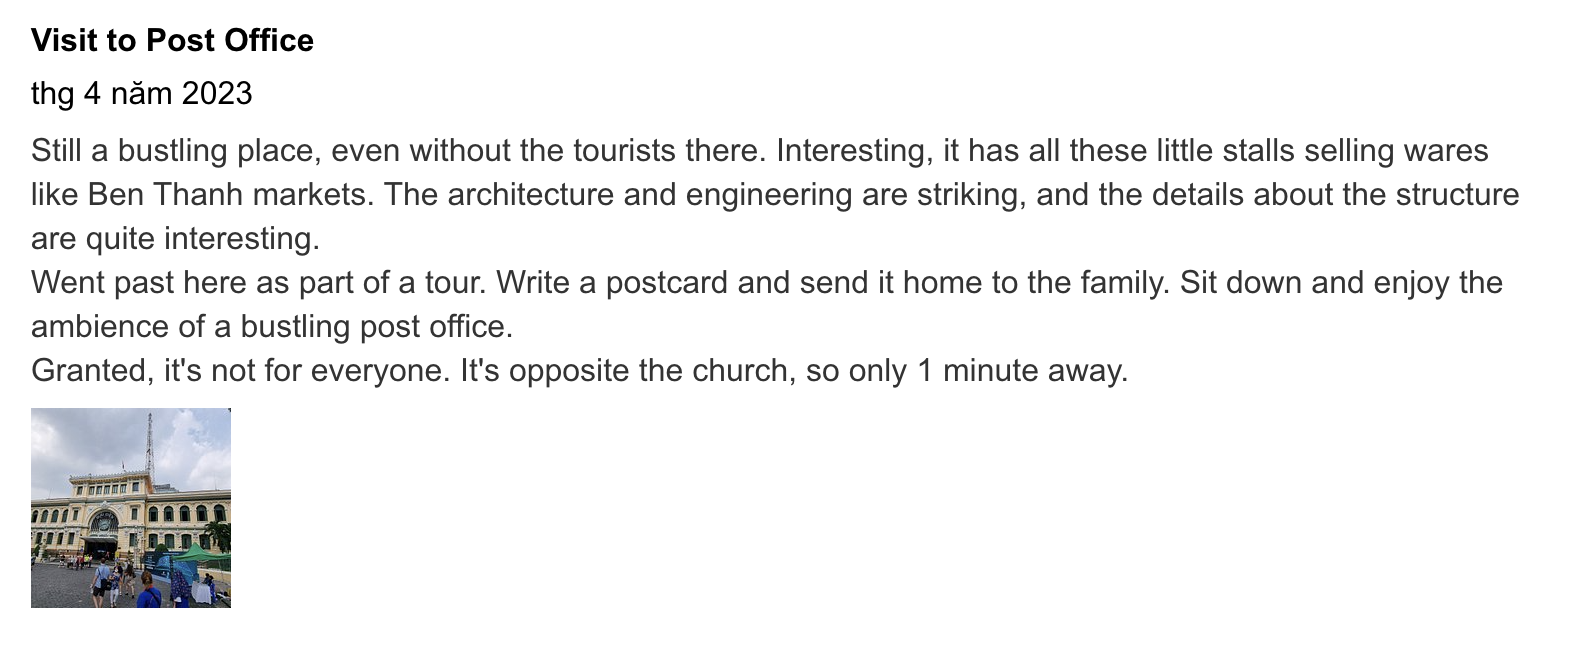 Visit to Post Office
thg 4 năm 2023
Still a bustling place, even without the tourists there. Interesting, it has all these little stalls selling wares
like Ben Thanh markets. The architecture and engineering are striking, and the details about the structure
are quite interesting.
Went past here as part of a tour. Write a postcard and send it home to the family. Sit down and enjoy the
ambience of a bustling post office.
Granted, it's not for everyone. It's opposite the church, so only 1 minute away.